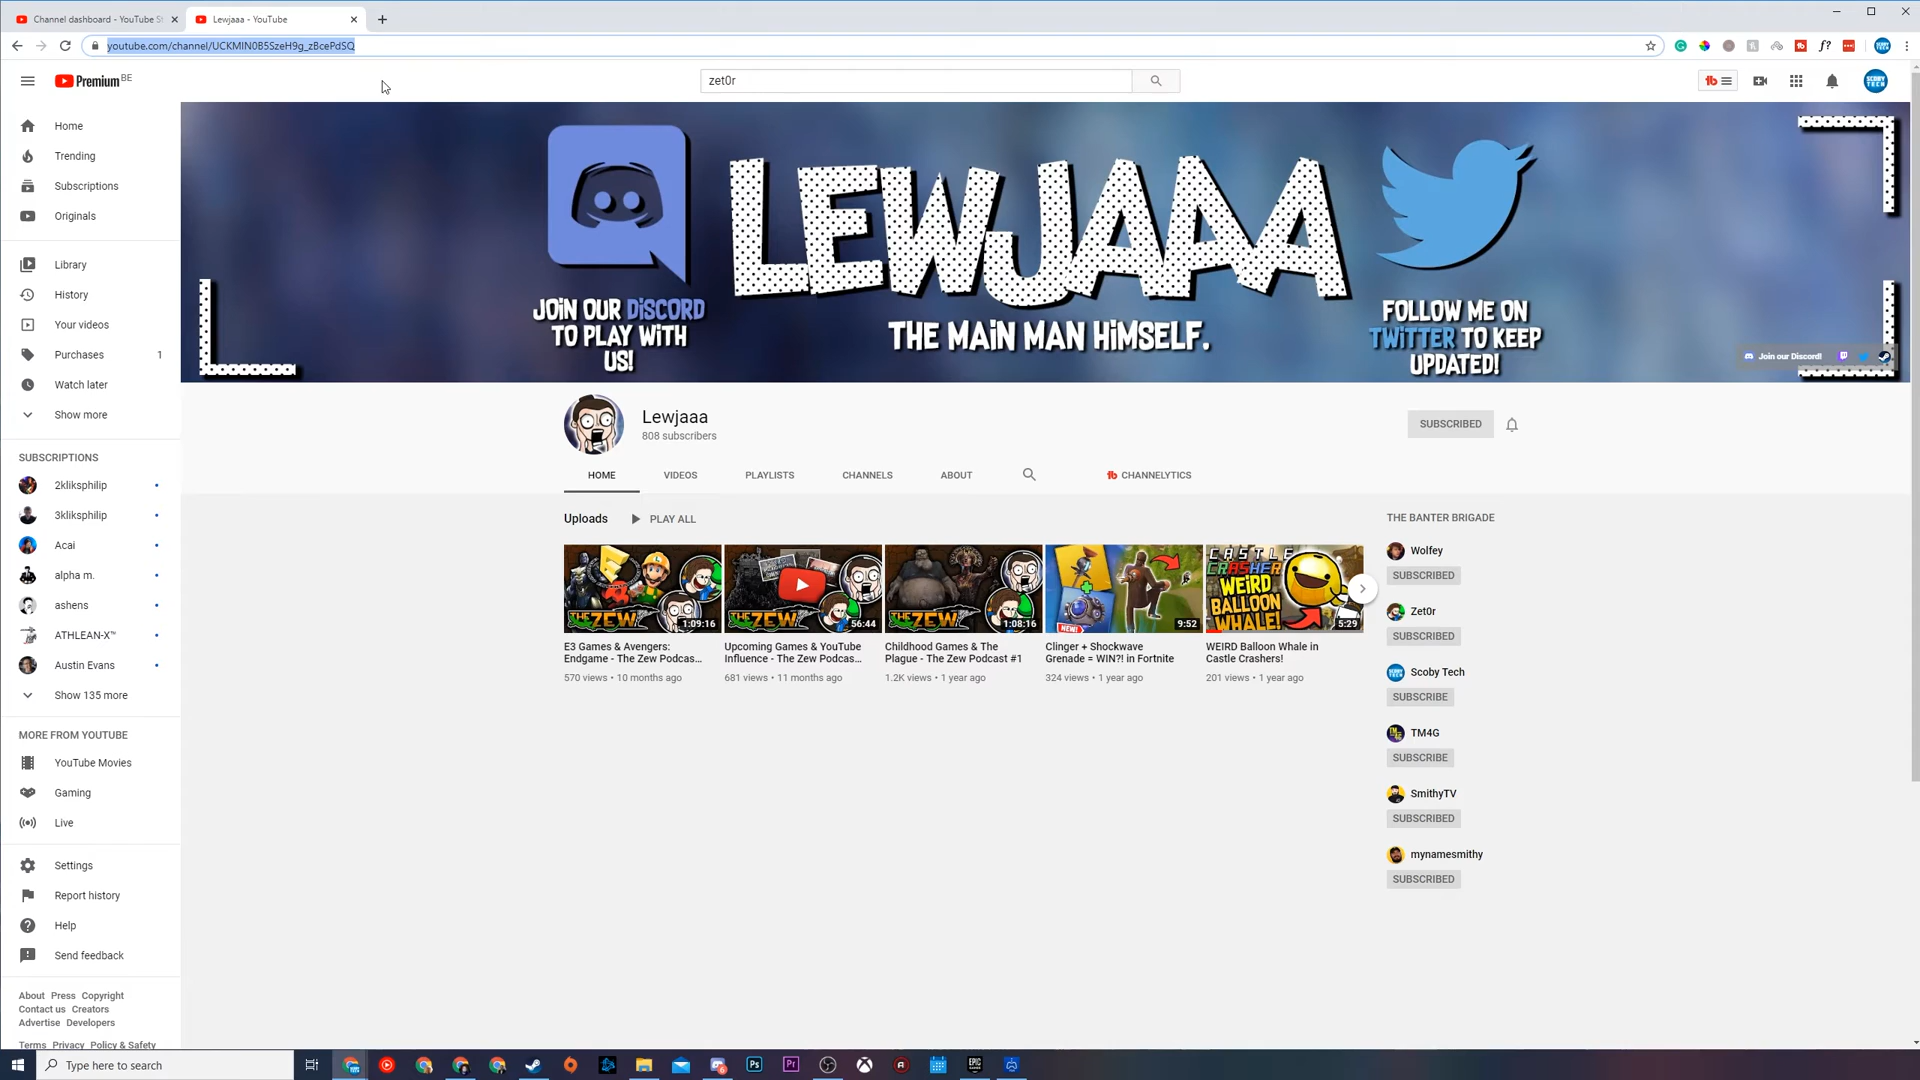 Channel dashboard - YouTube St
Lewjaaa - YouTube
youtube.com/channel/UCKMIN0B5SzeH9g_zBcePdSQ
Premium BE
zet0r
Home
Trending
Subscriptions
Originals
Library
History
Your videos
Purchases 1
Watch later
Show more
SUBSCRIPTIONS
2kliksphilip
3kliksphilip
Acai
alpha m.
ashens
ATHLEAN-X™
Austin Evans
Show 135 more
MORE FROM YOUTUBE
YouTube Movies
Gaming
Live
Settings
Report history
Help
Send feedback
About Press Copyright
Contact us Creators
Advertise Developers
Terms Privacy Policy & Safety
JOIN OUR DISCORD
TO PLAY WITH
US!
LEWJAAA
THE MAIN MAN HIMSELF.
FOLLOW ME ON
TWITTER TO KEEP
UPDATED!
Join our Discord!
Lewjaaa
808 subscribers
SUBSCRIBED
HOME VIDEOS PLAYLISTS CHANNELS ABOUT CHANNELYTICS
Uploads PLAY ALL
THE ZEW
1:09:16
E3 Games & Avengers:
Endgame - The Zew Podcas...
570 views • 10 months ago
THE ZEW
56:44
Upcoming Games & YouTube
Influence - The Zew Podcas...
681 views • 11 months ago
THE ZEW
1:08:16
Childhood Games & The
Plague - The Zew Podcast #1
1.2K views • 1 year ago
NEW!
9:52
Clinger + Shockwave
Grenade = WIN?! in Fortnite
324 views • 1 year ago
CASTLE
CRASHER
WEIRD
BALLOON
WHALE!
5:29
WEIRD Balloon Whale in
Castle Crashers!
201 views • 1 year ago
THE BANTER BRIGADE
Wolfey
SUBSCRIBED
Zet0r
SUBSCRIBED
Scoby Tech
SUBSCRIBE
TM4G
SUBSCRIBE
SmithyTV
SUBSCRIBED
mynamesmithy
SUBSCRIBED
Type here to search